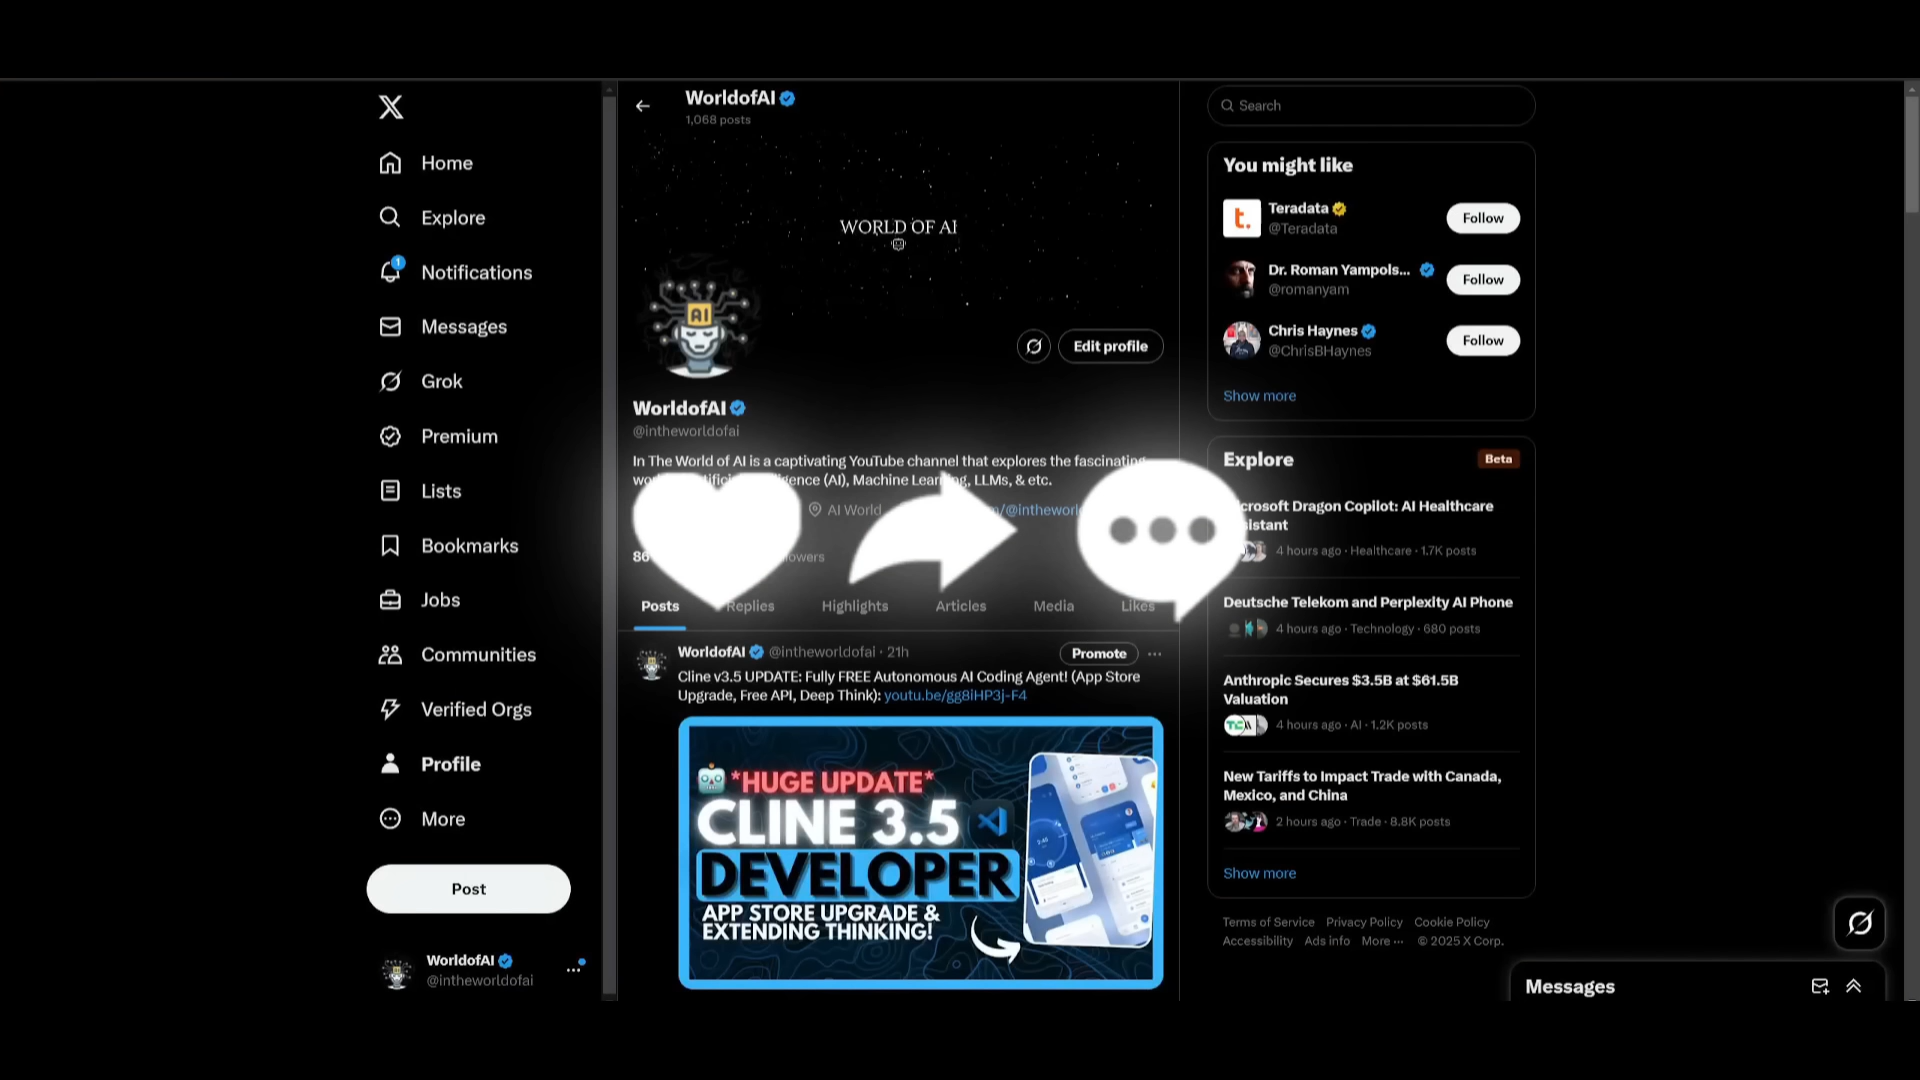 Home
Explore
1
Notifications
Messages
Grok
Premium
Lists
Bookmarks
Jobs
Communities
Verified Orgs
Profile
More
Post
WorldofAI
@intheworldofai
WorldofAI
1,068 posts
WORLD OF AI
AI
Edit profile
WorldofAI
@intheworldofai
In The World of AI is a captivating YouTube channel that explores the fascinating
(AI), Machine Learning, LLMs, & etc.
AI World
Posts
Replies
Highlights
Articles
Media
Likes
WorldofAI @intheworldofai · 21h
Promote
Cline v3.5 UPDATE: Fully FREE Autonomous AI Coding Agent! (App Store
Upgrade, Free API, Deep Think): youtu.be/gg8iHP3j-F4
*HUGE UPDATE*
CLINE 3.5
DEVELOPER
APP STORE UPGRADE &
EXTENDING THINKING!
Search
You might like
Teradata
@Teradata
Follow
Dr. Roman Yampols...
@romanyam
Follow
Chris Haynes
@ChrisBHaynes
Follow
Show more
Explore
Beta
Dragon Copilot: AI Healthcare
4 hours ago · Healthcare · 1.7K posts
Deutsche Telekom and Perplexity AI Phone
4 hours ago · Technology · 680 posts
Anthropic Secures $3.5B at $61.5B
Valuation
4 hours ago · AI · 1.2K posts
New Tariffs to Impact Trade with Canada,
Mexico, and China
2 hours ago · Trade · 8.8K posts
Show more
Terms of Service Privacy Policy Cookie Policy
Accessibility Ads info More ··· © 2025 X Corp.
Messages